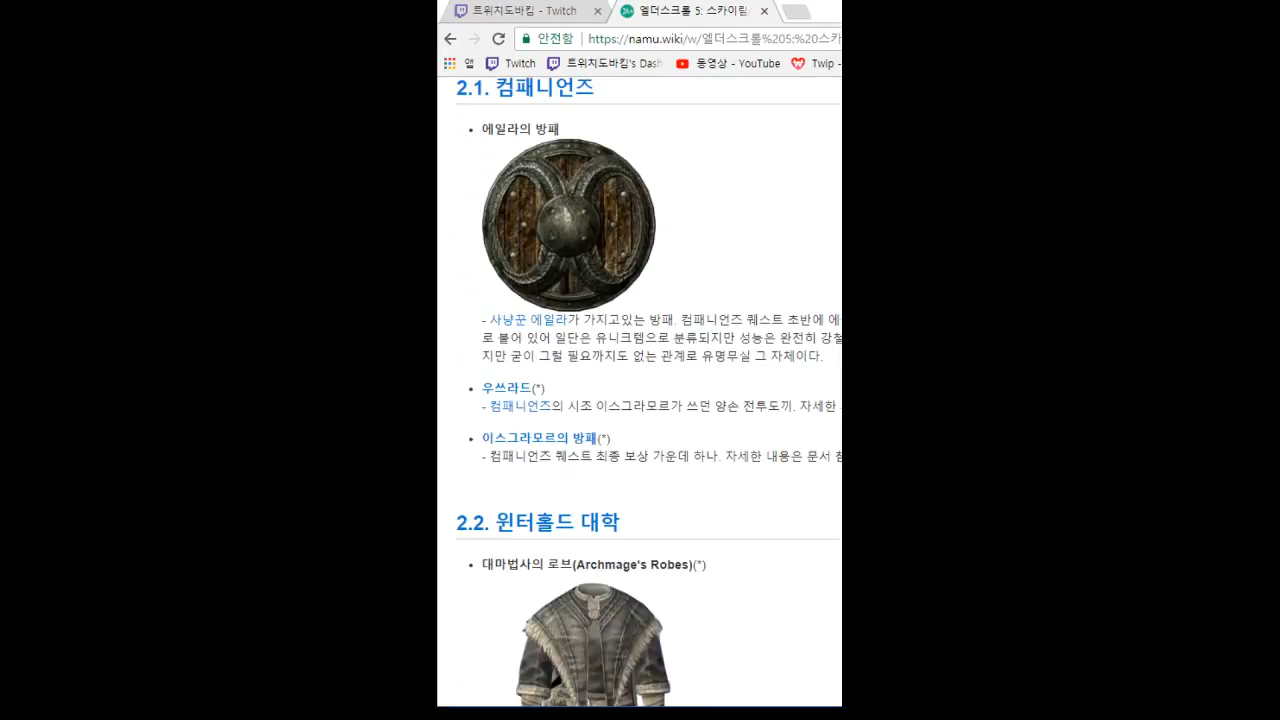 트위치도바킴 - Twitch
엘더스크롤 5: 스카이림
안전함 | https://namu.wiki/w/엘더스크롤%205:%20스카
앱 Twitch 트위치도바킴's Dash 동영상 - YouTube Twip -
2.1. 컴패니언즈
• 에일라의 방패
- 사냥꾼 에일라가 가지고있는 방패. 컴패니언즈 퀘스트 초반에 에
로 붙어 있어 일단은 유니크템으로 분류되지만 성능은 완전히 강철
지만 굳이 그럴 필요까지도 없는 관계로 유명무실 그 자체이다.
• 우쓰라드(*)
- 컴패니언즈의 시조 이스그라모르가 쓰던 양손 전투도끼. 자세한
• 이스그라모르의 방패(*)
- 컴패니언즈 퀘스트 최종 보상 가운데 하나. 자세한 내용은 문서 참
2.2. 윈터홀드 대학
• 대마법사의 로브(Archmage's Robes)(*)